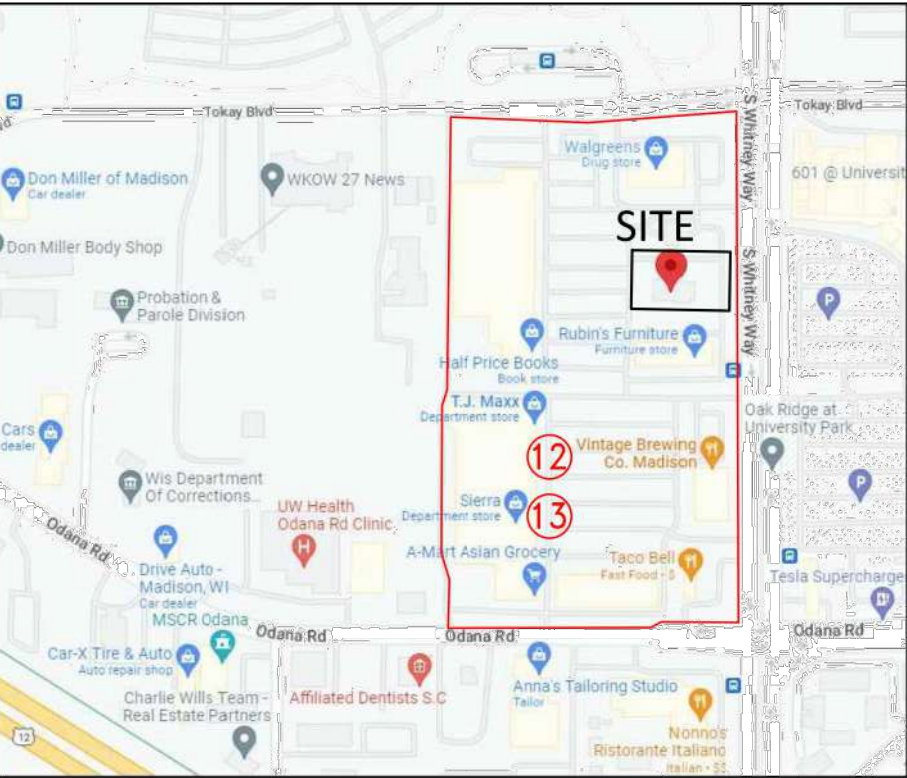 Tokay Blvd
Tokay Blvd
S Whitney Way
Walgreens
Drug store
601 @ Universit
Don Miller of Madison
Car dealer
WKOW 27 News
SITE
Don Miller Body Shop
S Whitney Way
Probation &
Parole Division
P
Rubin's Furniture
Furniture store
Half Price Books
Book store
T.J. Maxx
Department store
Oak Ridge at
University Park
Cars
dealer
12
Vintage Brewing
Co. Madison
Wis Department
Of Corrections...
P
UW Health
Odana Rd Clinic
H
Sierra
Department store
13
Odana Rd
A-Mart Asian Grocery
Taco Bell
Fast Food • $
Drive Auto -
Madison, WI
Car dealer
Tesla Supercharge
MSCR Odana
Odana Rd
Odana Rd
Odana Rd
Car-X Tire & Auto
Auto repair shop
Affiliated Dentists S.C
Anna's Tailoring Studio
Tailor
Charlie Wills Team -
Real Estate Partners
12
Nonno's
Ristorante Italiano
Italian • $$